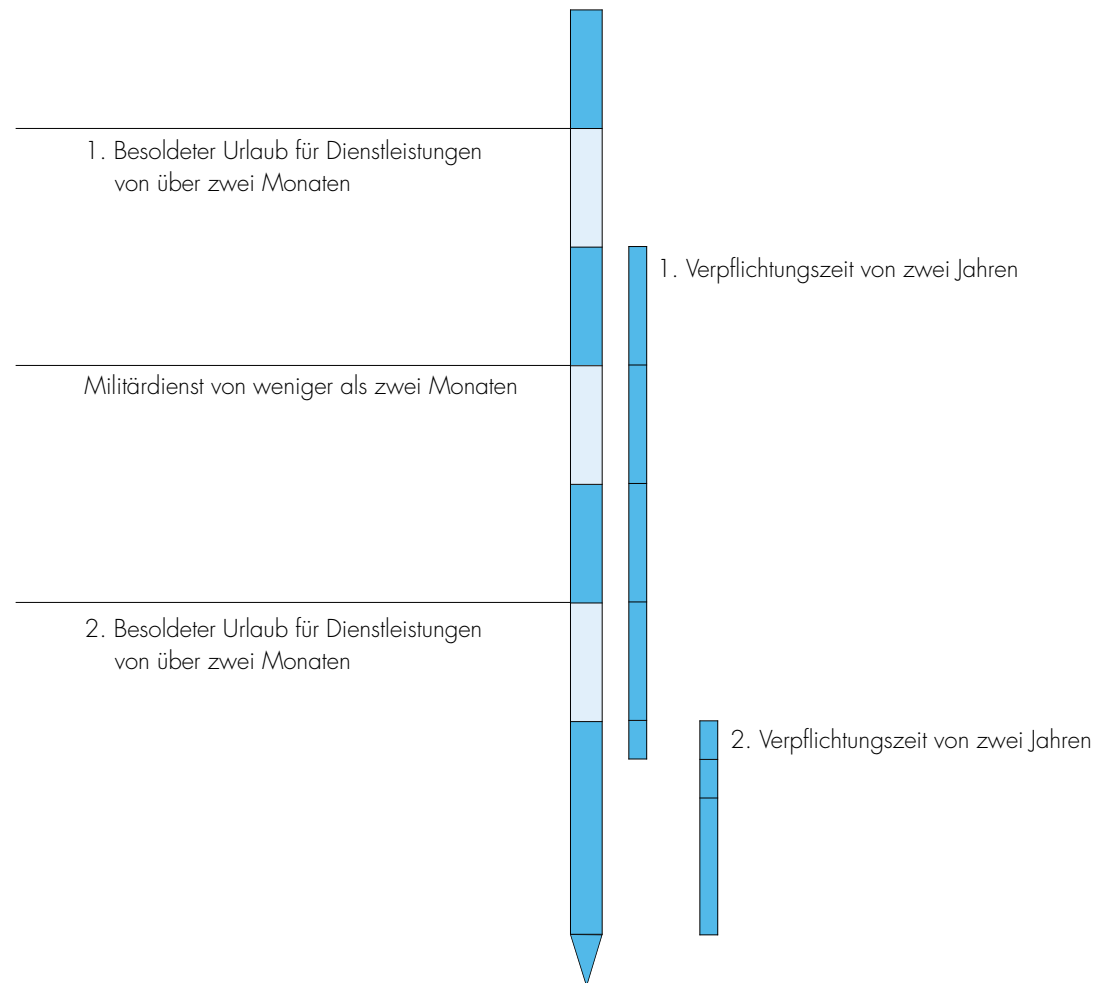 1. Besoldeter Urlaub für Dienstleistungen
von über zwei Monaten
1. Verpflichtungszeit von zwei Jahren
Militärdienst von weniger als zwei Monaten
2. Besoldeter Urlaub für Dienstleistungen
von über zwei Monaten
2. Verpflichtungszeit von zwei Jahren